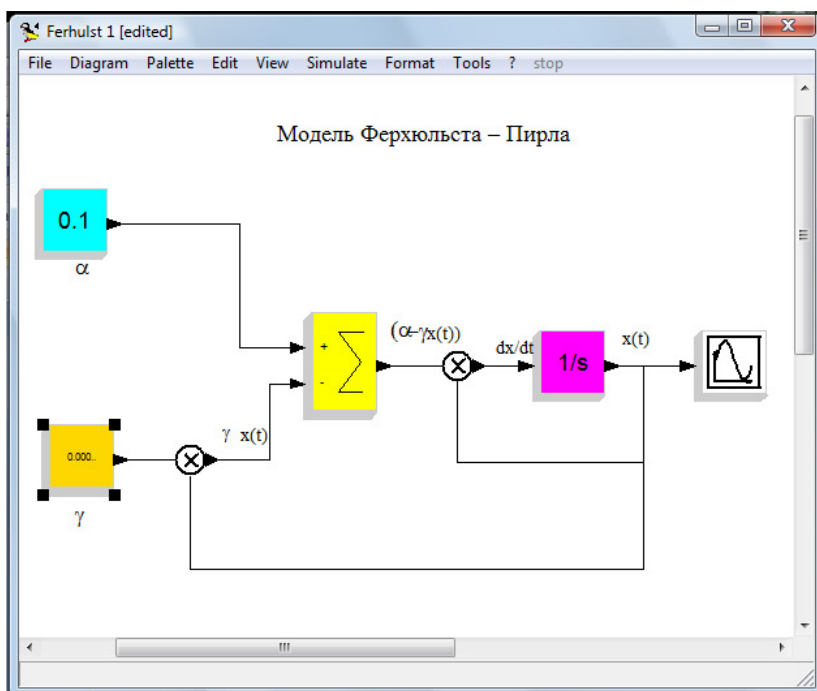 Ferhulst 1 [edited]
File Diagram Palette Edit View Simulate Format Tools ? stop
Модель Ферхюльста – Пирла
0.1
α
+
-
(α-γx(t))
dx/dt
1/s
x(t)
γ x(t)
0.000..
γ